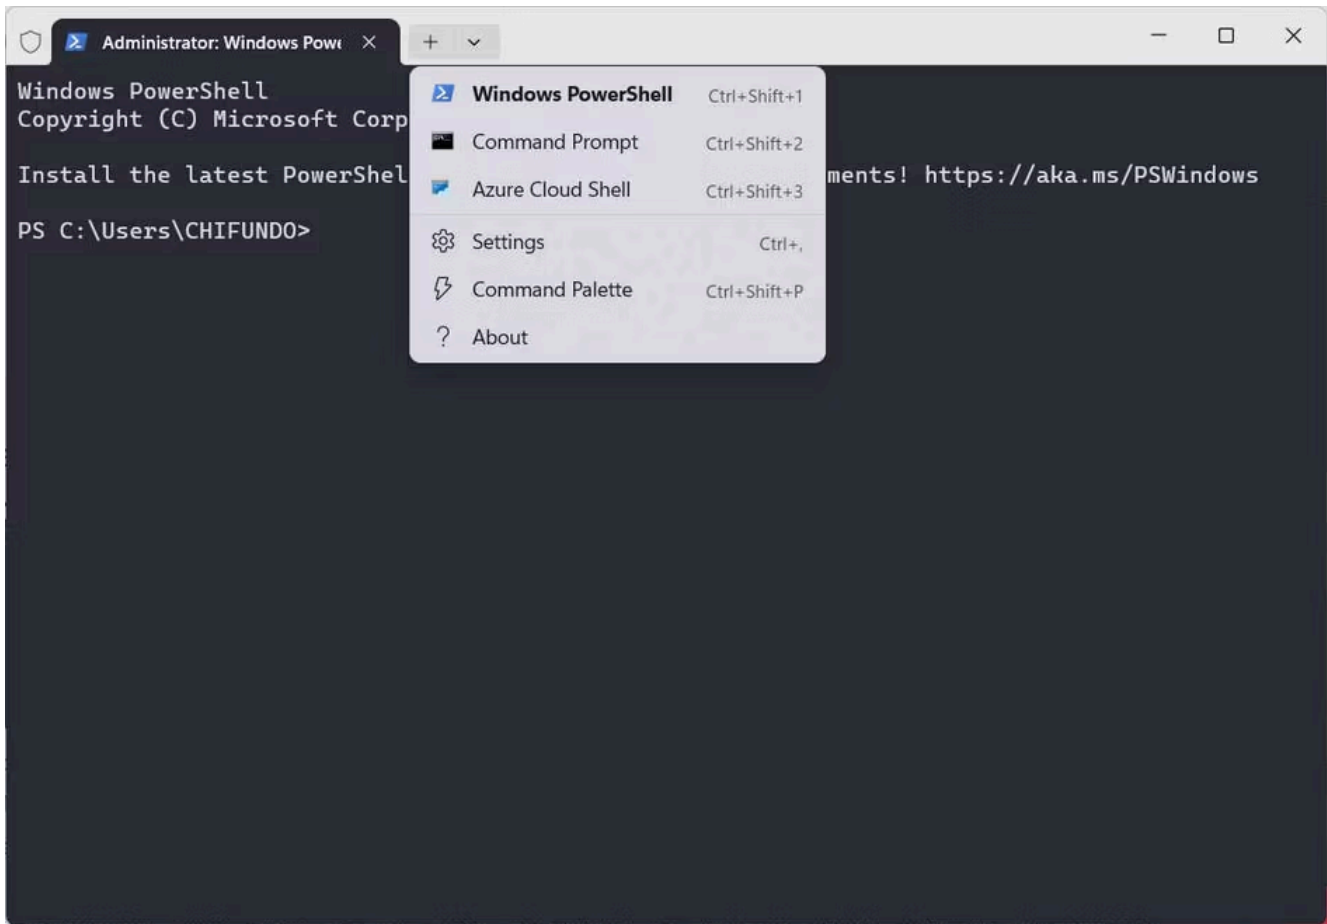 Administrator: Windows Powe
Windows PowerShell
Copyright (C) Microsoft Corp
Install the latest PowerShel ments! https://aka.ms/PSWindows
PS C:\Users\CHIFUNDO>
Windows PowerShell Ctrl+Shift+1
Command Prompt Ctrl+Shift+2
Azure Cloud Shell Ctrl+Shift+3
Settings Ctrl+,
Command Palette Ctrl+Shift+P
? About